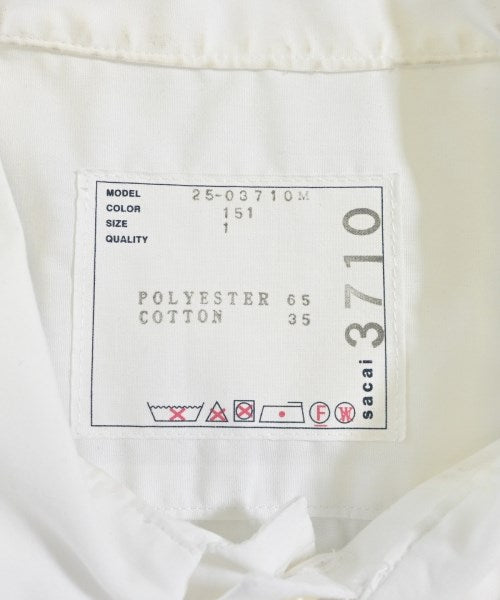 MODEL 25-03710M
COLOR 151
SIZE 1
QUALITY
POLYESTER 65
COTTON 35
sacai 3710
F W